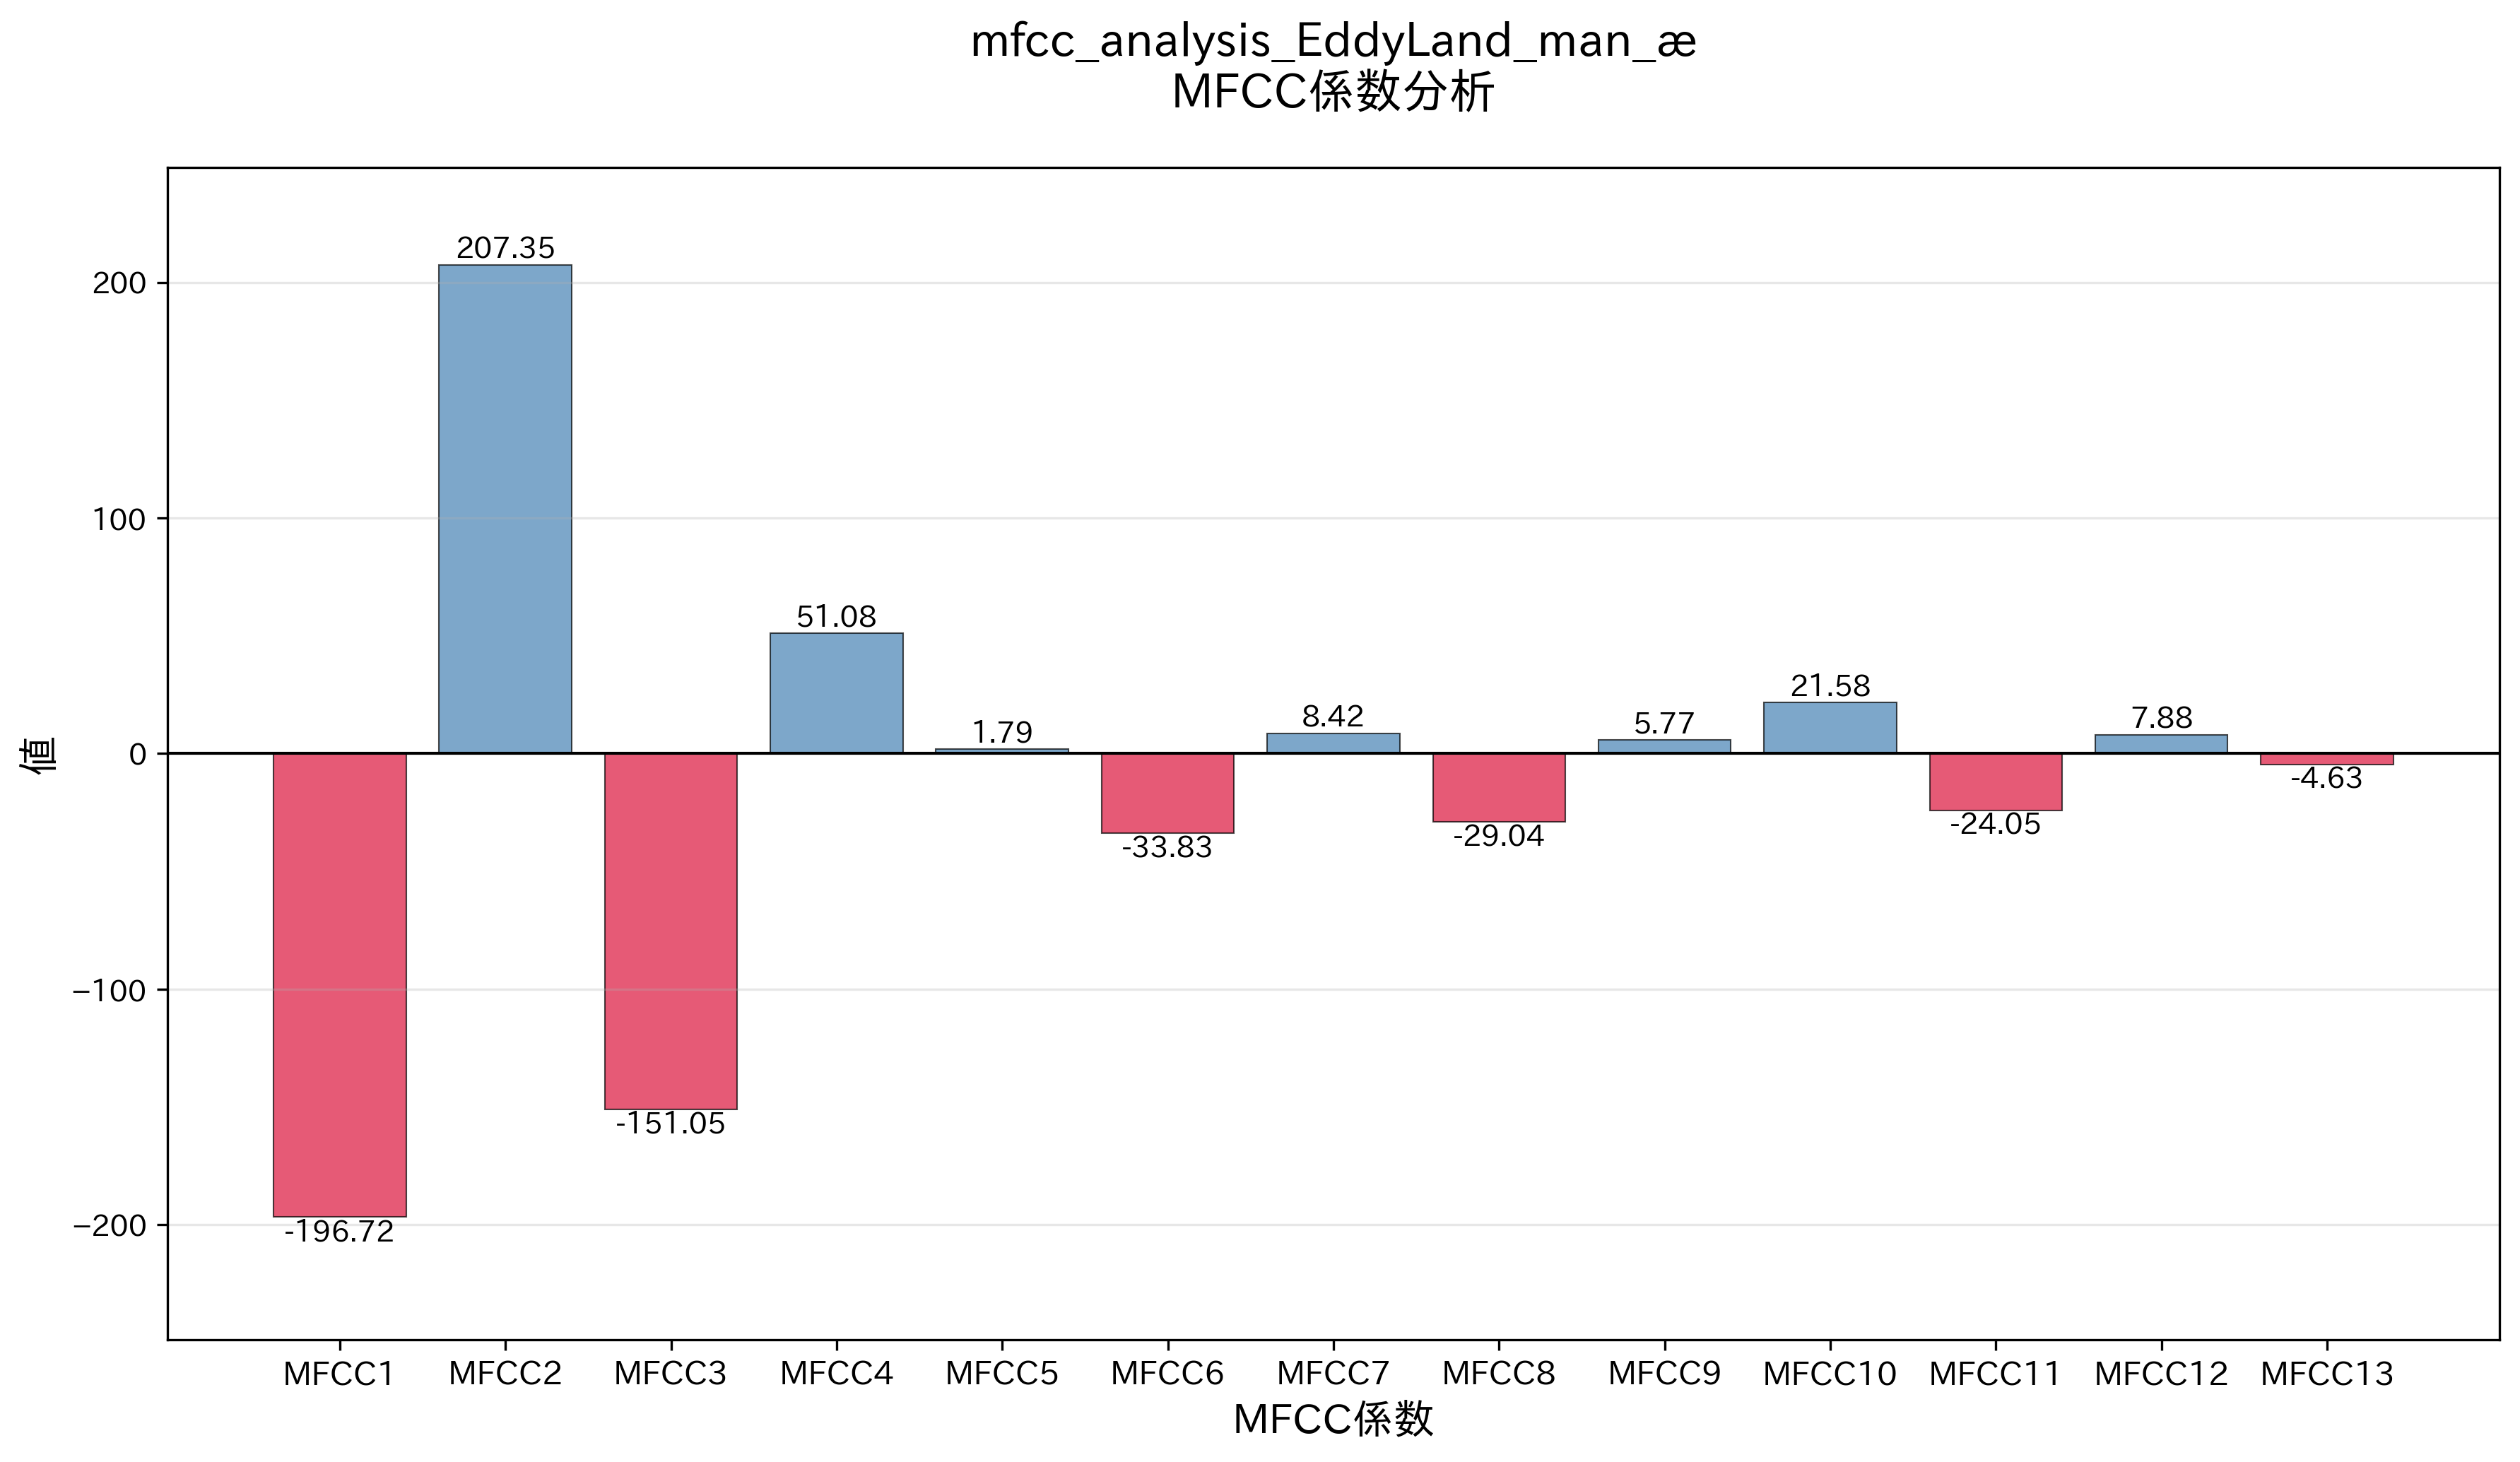 mfcc_analysis_EddyLand_man_æ
MFCC係数分析
値
200
100
0
−100
−200
-196.72
207.35
-151.05
51.08
1.79
-33.83
8.42
-29.04
5.77
21.58
-24.05
7.88
-4.63
MFCC1
MFCC2
MFCC3
MFCC4
MFCC5
MFCC6
MFCC7
MFCC8
MFCC9
MFCC10
MFCC11
MFCC12
MFCC13
MFCC係数